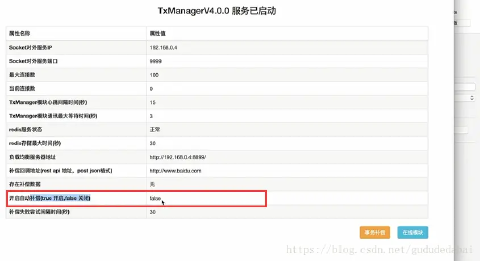 TxManagerV4.0.0 服务已启动
属性名称 属性值
Socket对外服务IP 192.168.0.4
Socket对外服务端口 9999
最大连接数 100
当前连接数 0
TxManager模块心跳间隔时间(秒) 15
TxManager模块通讯最大等待时间(秒) 3
redis服务状态 正常
redis存储最大时间(秒) 30
负载均衡服务器地址 http://192.168.0.4:8899/
补偿回调地址(rest api 地址，post json格式) http://www.baidu.com
存在补偿数据 无
开启自动补偿(true 开启,false 关闭) false
补偿失败尝试间隔时间(秒) 30
事务补偿 在线模块
https://blog.csdn.net/gududedabai